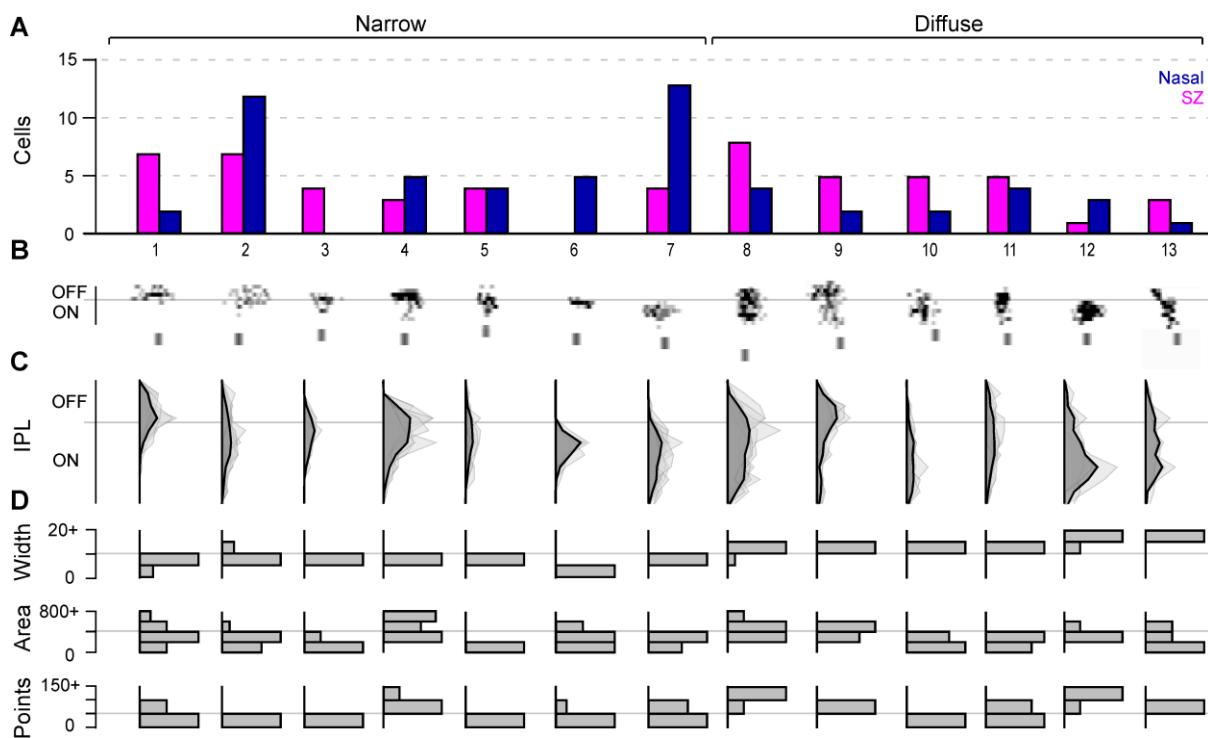 A
Narrow
Diffuse
15
10
5
0
Cells
Nasal
SZ
1 2 3 4 5 6 7 8 9 10 11 12 13
B
OFF
ON
C
OFF
IPL
ON
D
20+
Width
0
800+
Area
0
150+
Points
0